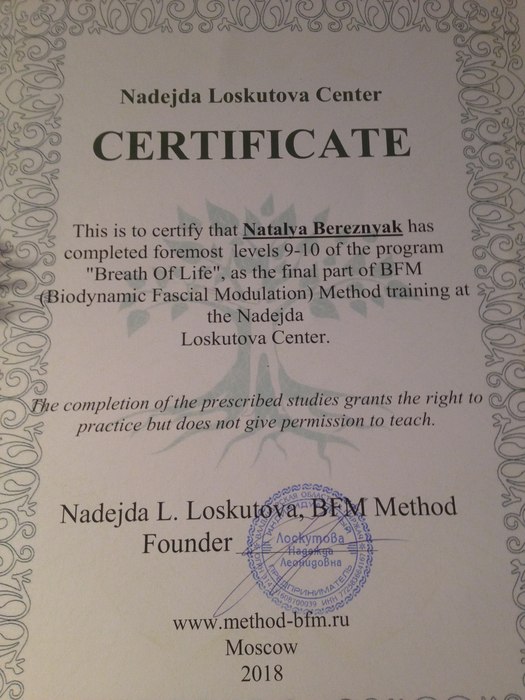 Nadejda Loskutova Center
CERTIFICATE
This is to certify that Natalva Bereznyak has
completed foremost levels 9-10 of the program
"Breath Of Life", as the final part of BFM
(Biodynamic Fascial Modulation) Method training at
the Nadejda
Loskutova Center.
The completion of the prescribed studies grants the right to
practice but does not give permission to teach.
Nadejda L. Loskutova, BFM Method
Founder
Лоскутова
Надежда
Леонидовна
ПРЕДПРИНИМАТЕЛЬ
www.method-bfm.ru
Moscow
2018